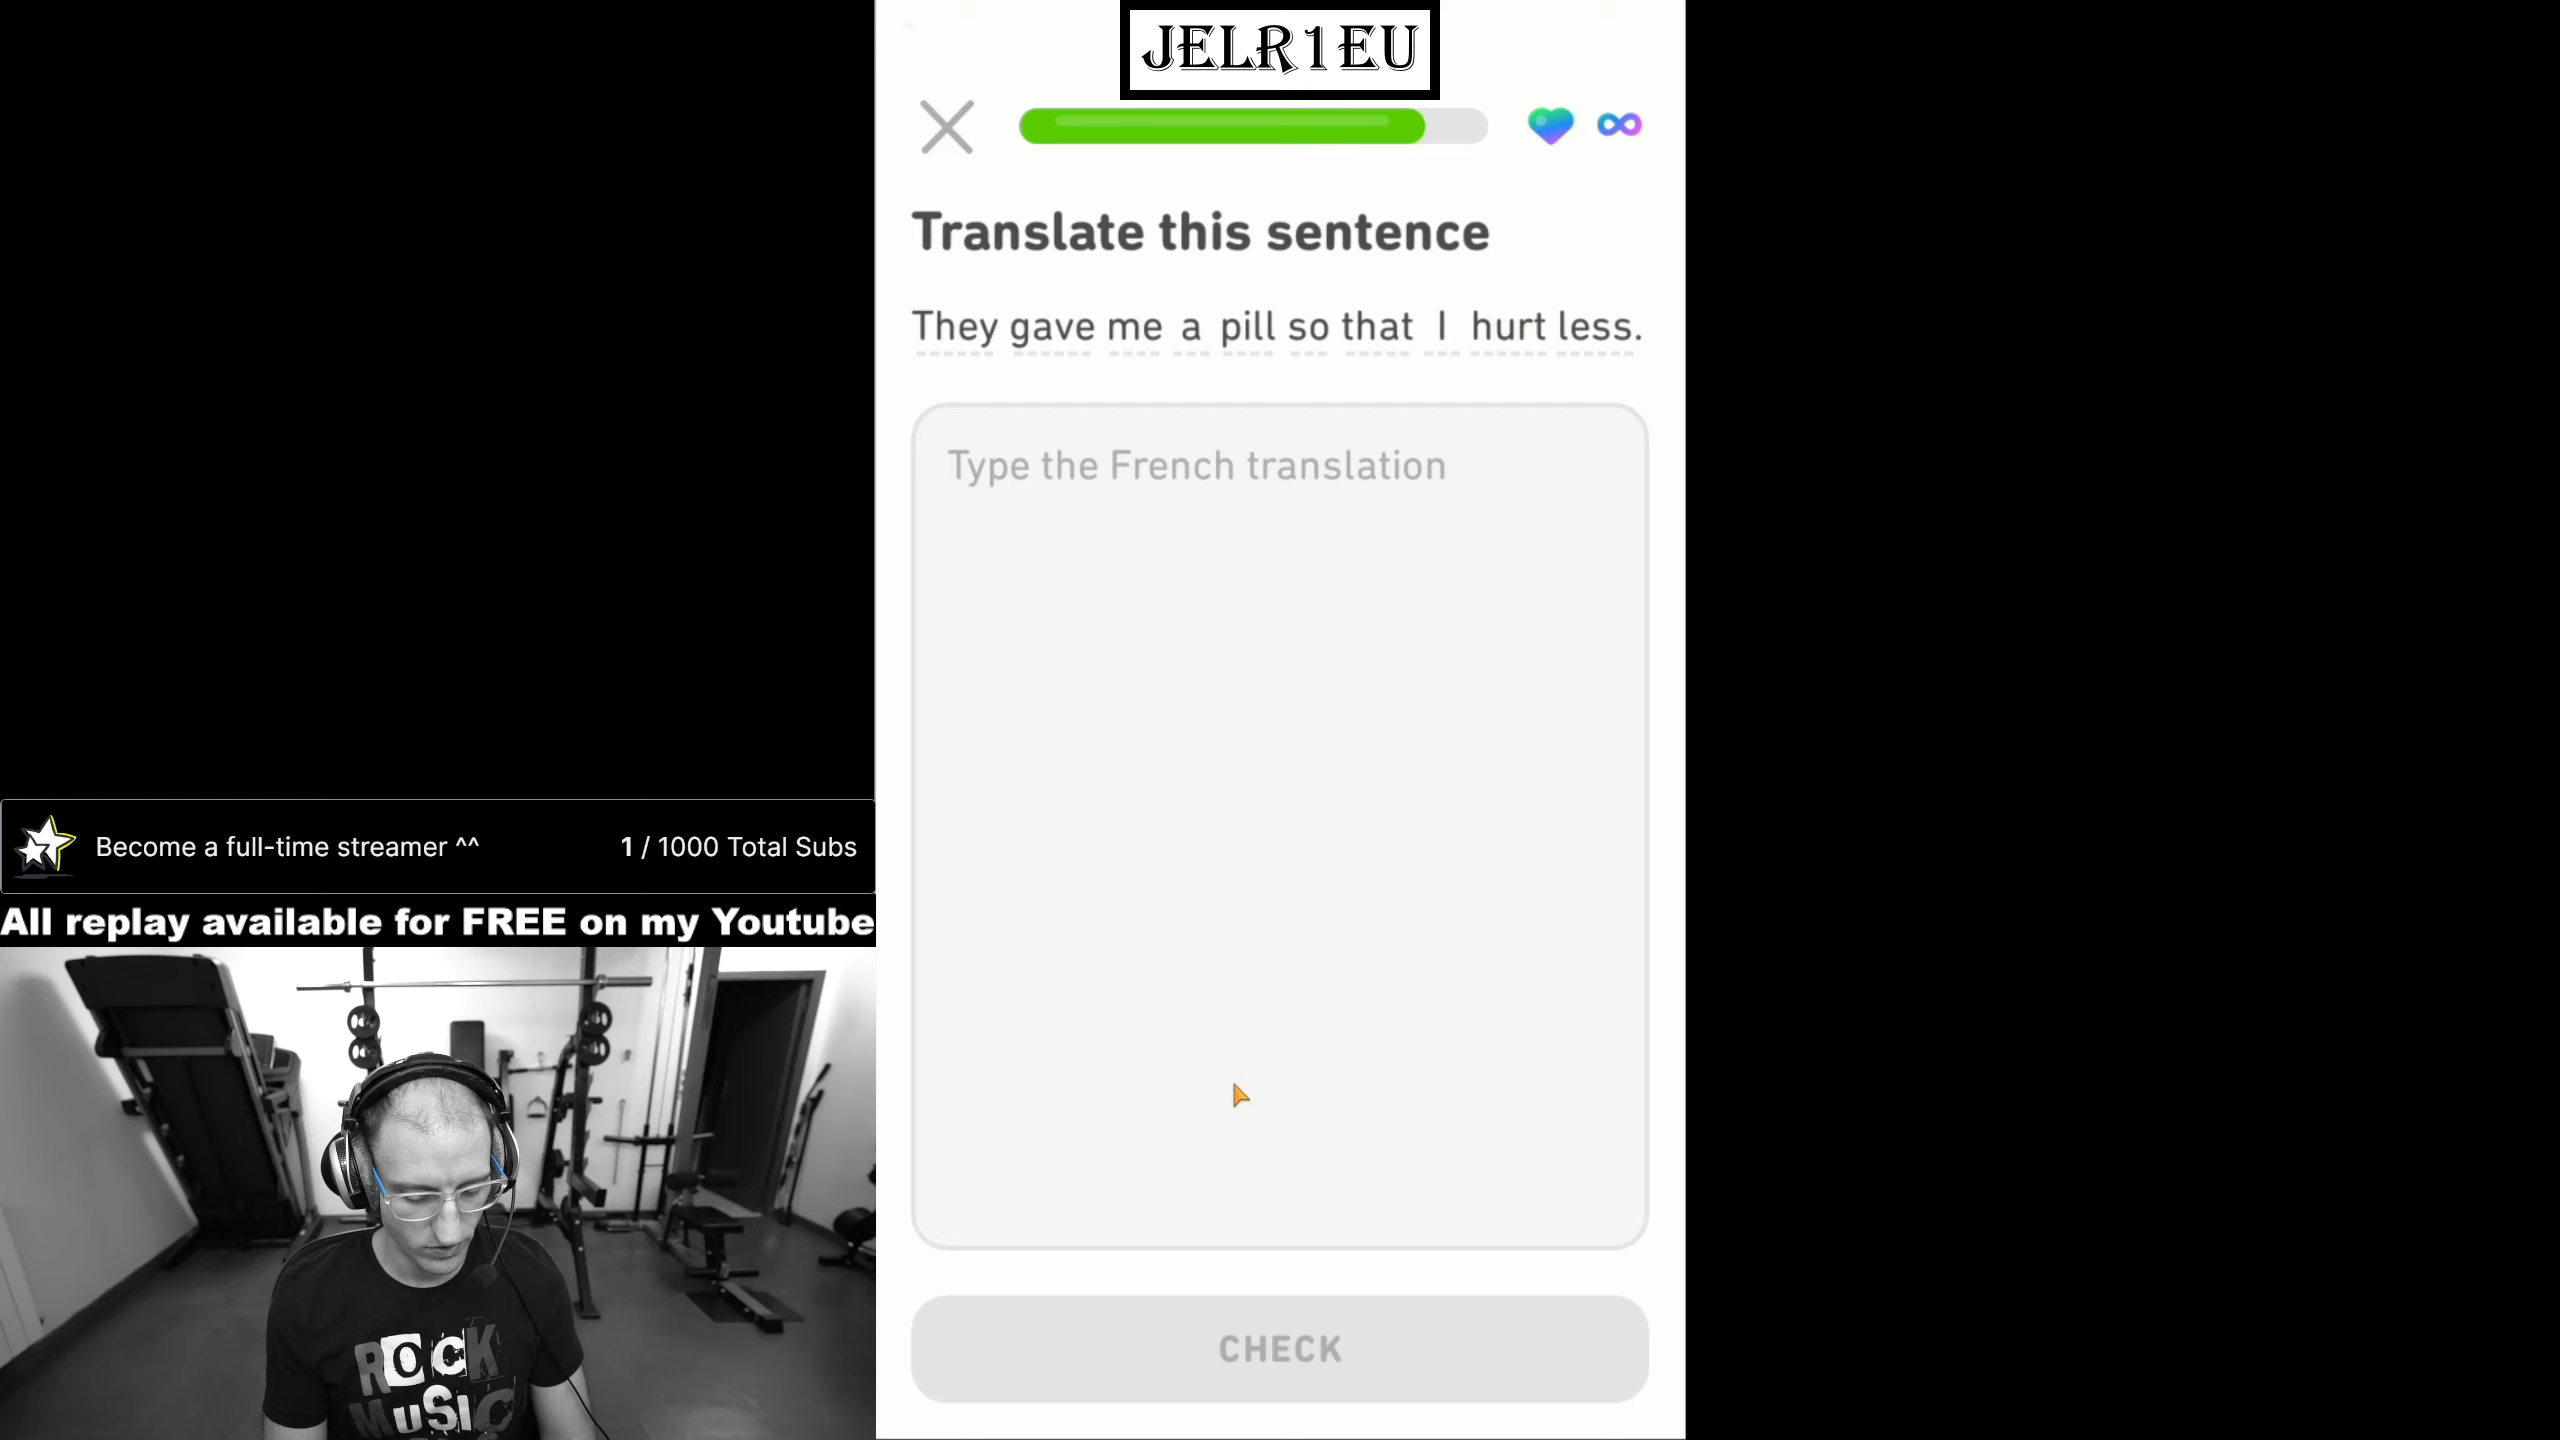 JELR1EU
Translate this sentence
They gave me a pill so that I hurt less.
Type the French translation
CHECK
Become a full-time streamer ^^ 1 / 1000 Total Subs
All replay available for FREE on my Youtube
ROCK
MUSIC